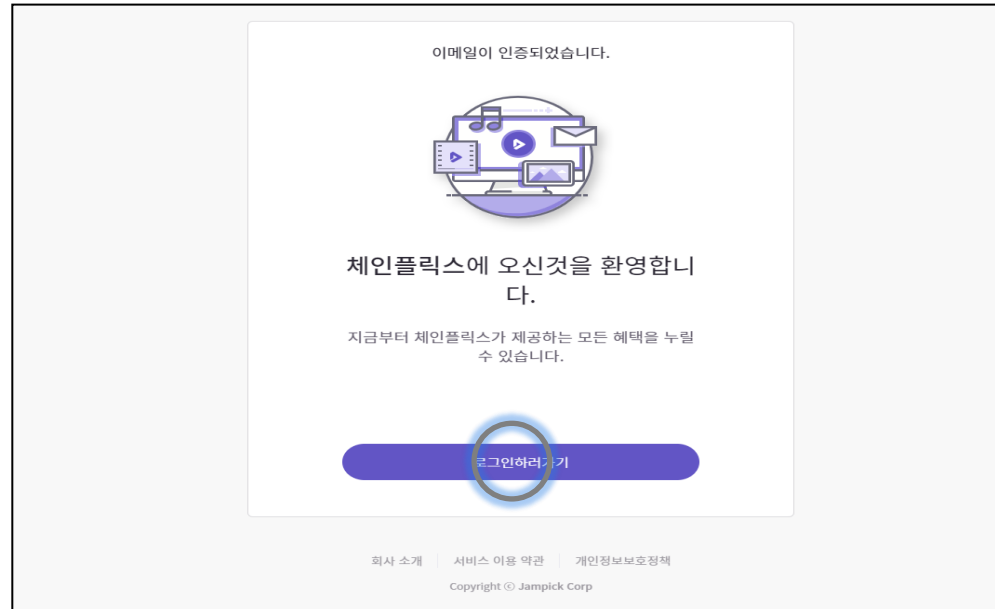 이메일이 인증되었습니다.
체인플릭스에 오신것을 환영합니
다.
지금부터 체인플릭스가 제공하는 모든 혜택을 누릴
수 있습니다.
로그인하러가기
회사 소개 서비스 이용 약관 개인정보보호정책
Copyright ⓒ Jampick Corp